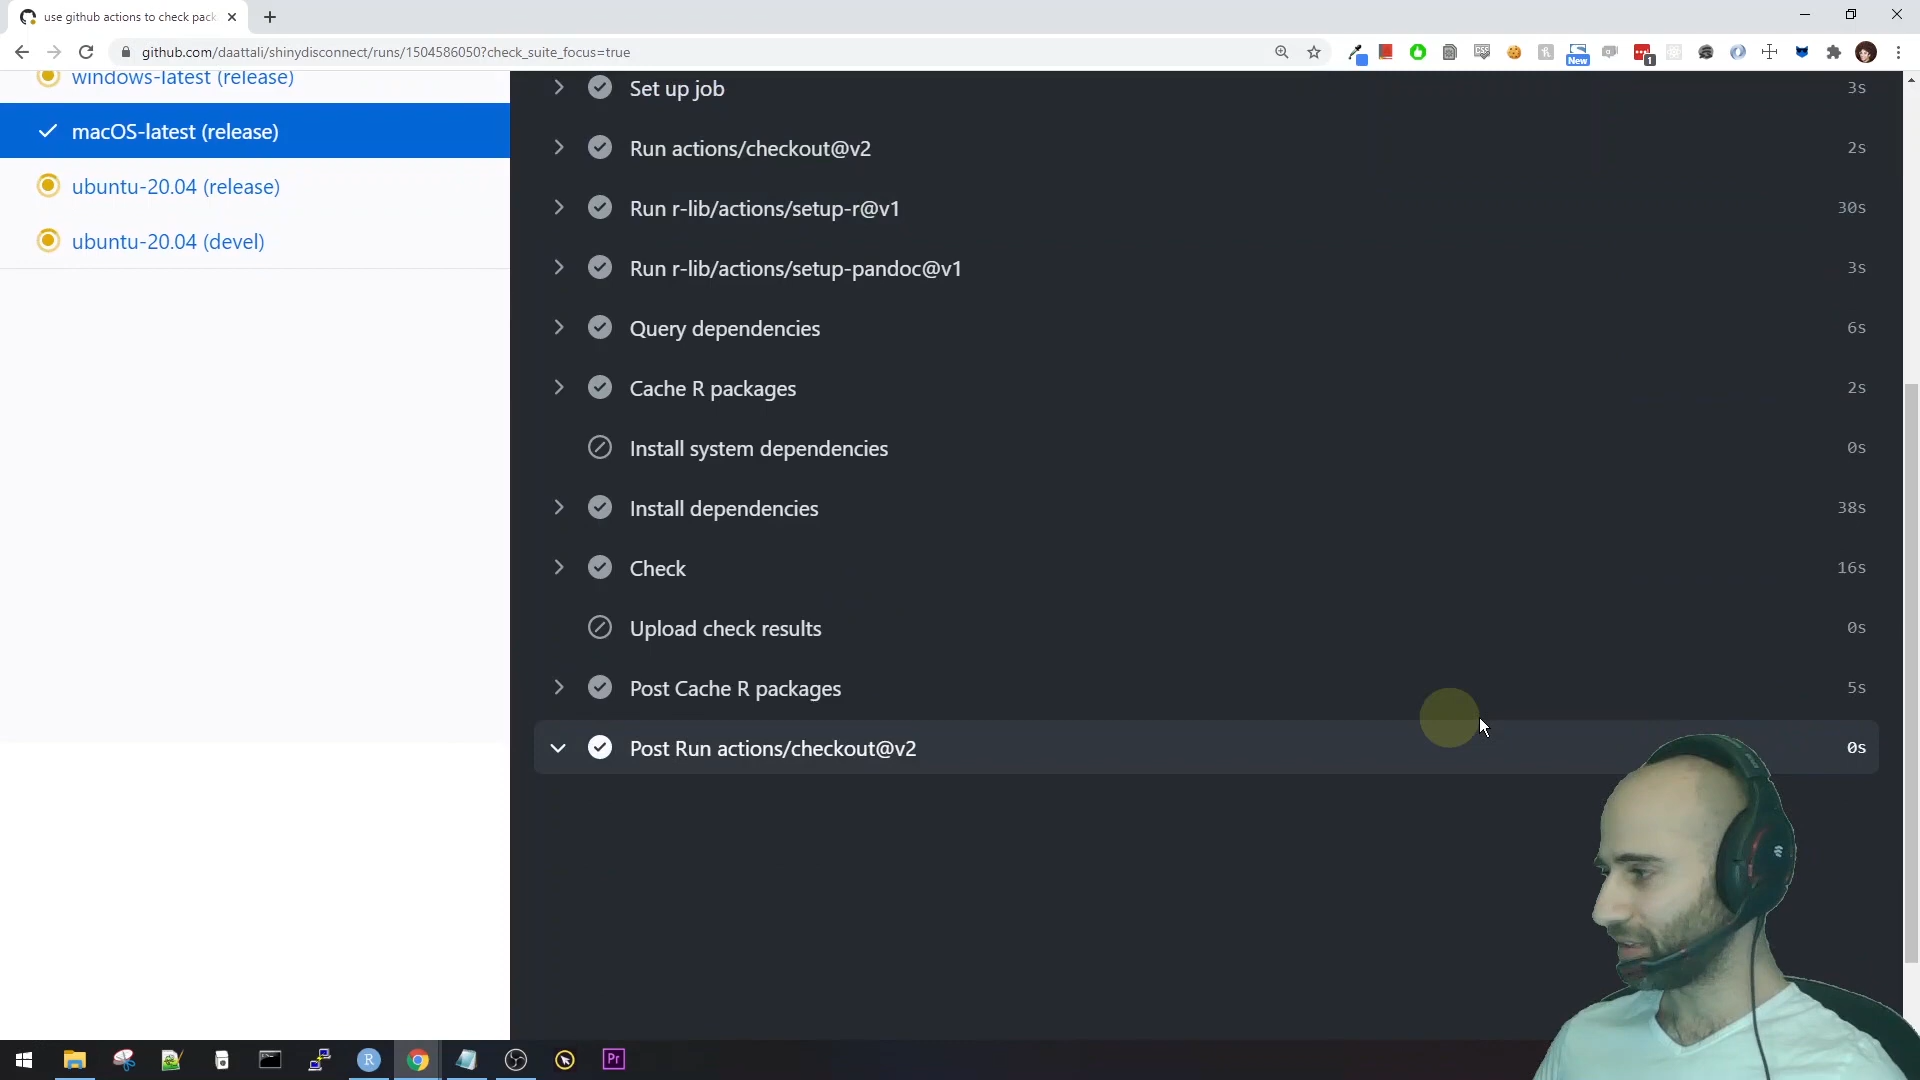 use github actions to check pack
github.com/daattali/shinydisconnect/runs/1504586050?check_suite_focus=true
New
1
windows-latest (release)
macOS-latest (release)
ubuntu-20.04 (release)
ubuntu-20.04 (devel)
Set up job 3s
Run actions/checkout@v2 2s
Run r-lib/actions/setup-r@v1 30s
Run r-lib/actions/setup-pandoc@v1 3s
Query dependencies 6s
Cache R packages 2s
Install system dependencies 0s
Install dependencies 38s
Check 16s
Upload check results 0s
Post Cache R packages 5s
Post Run actions/checkout@v2 0s
R
Pr